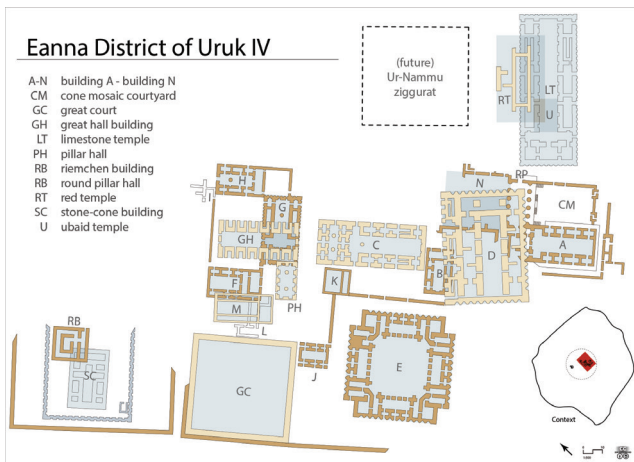 Eanna District of Uruk IV
A-N building A - building N
CM cone mosaic courtyard
GC great court
GH great hall building
LT limestone temple
PH pillar hall
RB riemchen building
RB round pillar hall
RT red temple
SC stone-cone building
U ubaid temple
(future)
Ur-Nammu
ziggurat
RT
LT
U
H
N
RP
CM
G
GH
C
A
D
B
F
K
M
PH
L
RB
E
J
SC
GC
Context